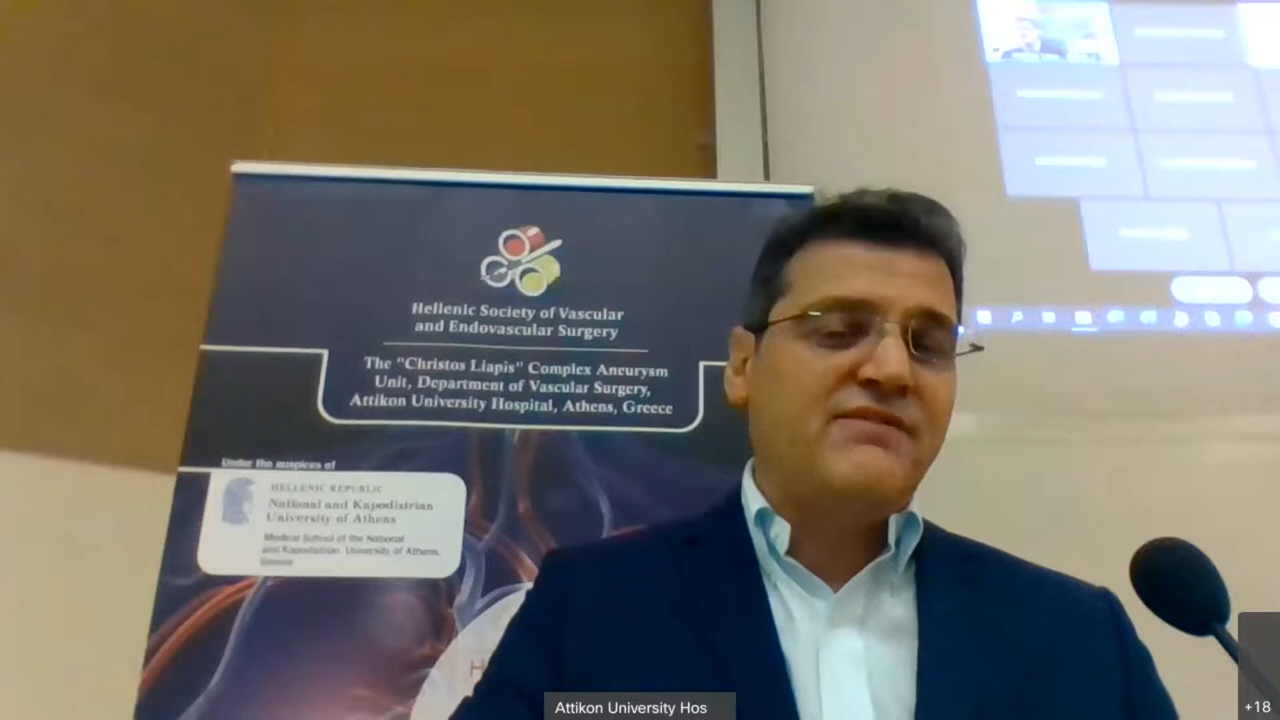 Hellenic Society of Vascular
and Endovascular Surgery
The "Christos Liapis" Complex Aneurysm
Unit, Department of Vascular Surgery,
Attikon University Hospital, Athens, Greece
Under the auspices of
HELLENIC REPUBLIC
National and Kapodistrian
University of Athens
Medical School of the National
and Kapodistrian University of Athens,
Greece
H
Attikon University Hos
+18